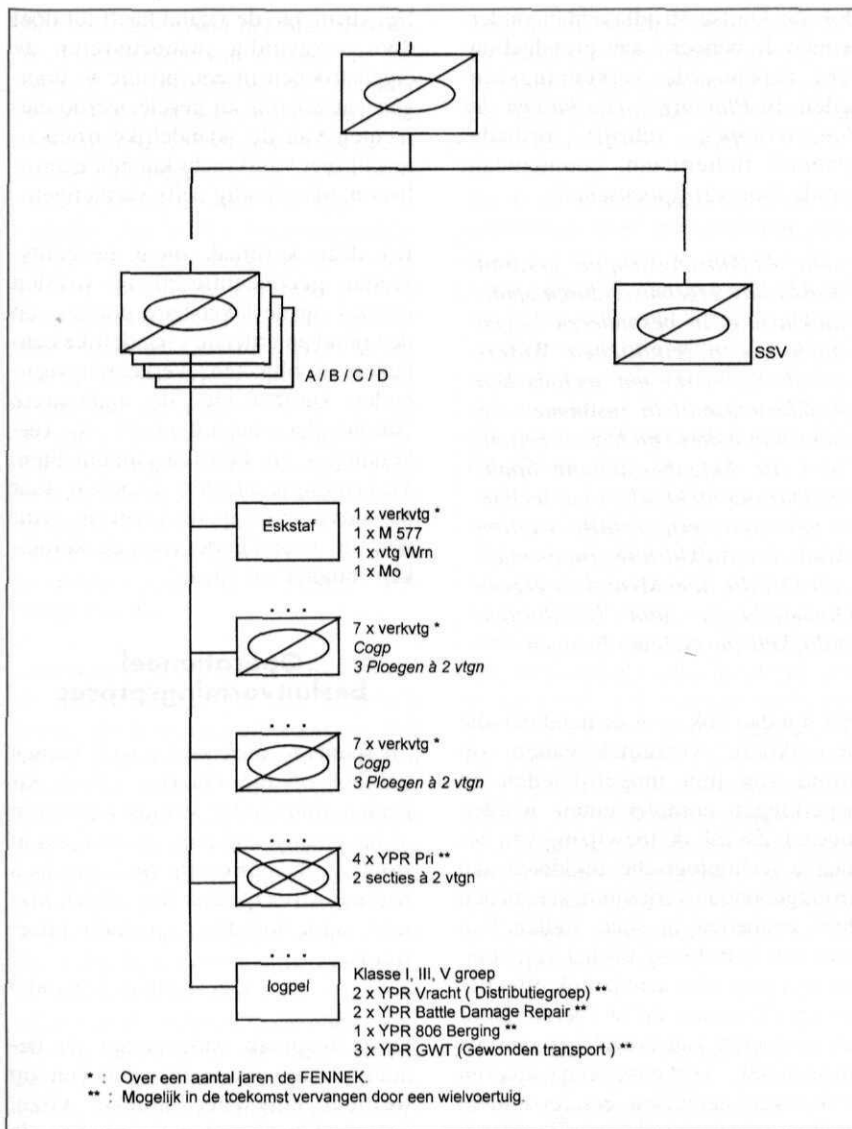 A / B / C / D
SSV
Eskstaf
1 x verkvtg *
1 x M 577
1 x vtg Wrn
1 x Mo
7 x verkvtg *
Cogp
3 Ploegen à 2 vtgn
7 x verkvtg *
Cogp
3 Ploegen à 2 vtgn
4 x YPR Pri **
2 secties à 2 vtgn
logpel
Klasse I, III, V groep
2 x YPR Vracht ( Distributiegroep) **
2 x YPR Battle Damage Repair **
1 x YPR 806 Berging **
3 x YPR GWT (Gewonden transport ) **
* : Over een aantal jaren de FENNEK.
** : Mogelijk in de toekomst vervangen door een wielvoertuig.